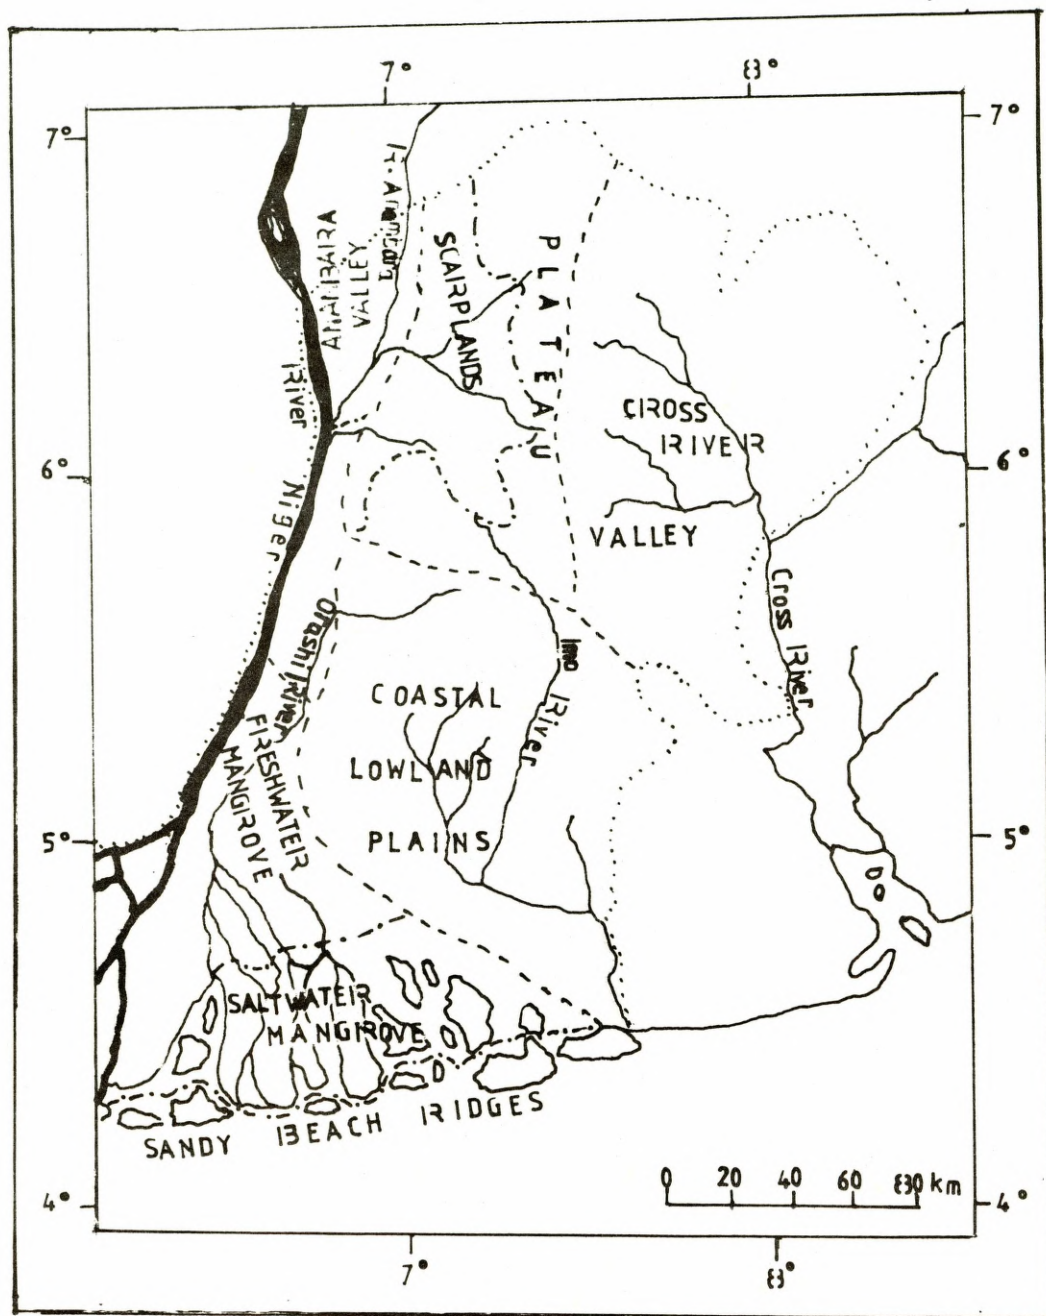 7°
8°
7°
7°
R. Anambara
ANAMBARA
VALLEY
SCARPLANDS
PLATEAU
River
Niger
CROSS
RIVER
VALLEY
6°
6°
Cross River
Orashi River
Imo River
COASTAL
LOWLAND
PLAINS
FRESHWATER
MANGROVE
5°
5°
SALTWATER
MANGROVE
SANDY BEACH RIDGES
0 20 40 60 80 km
4°
4°
7°
8°